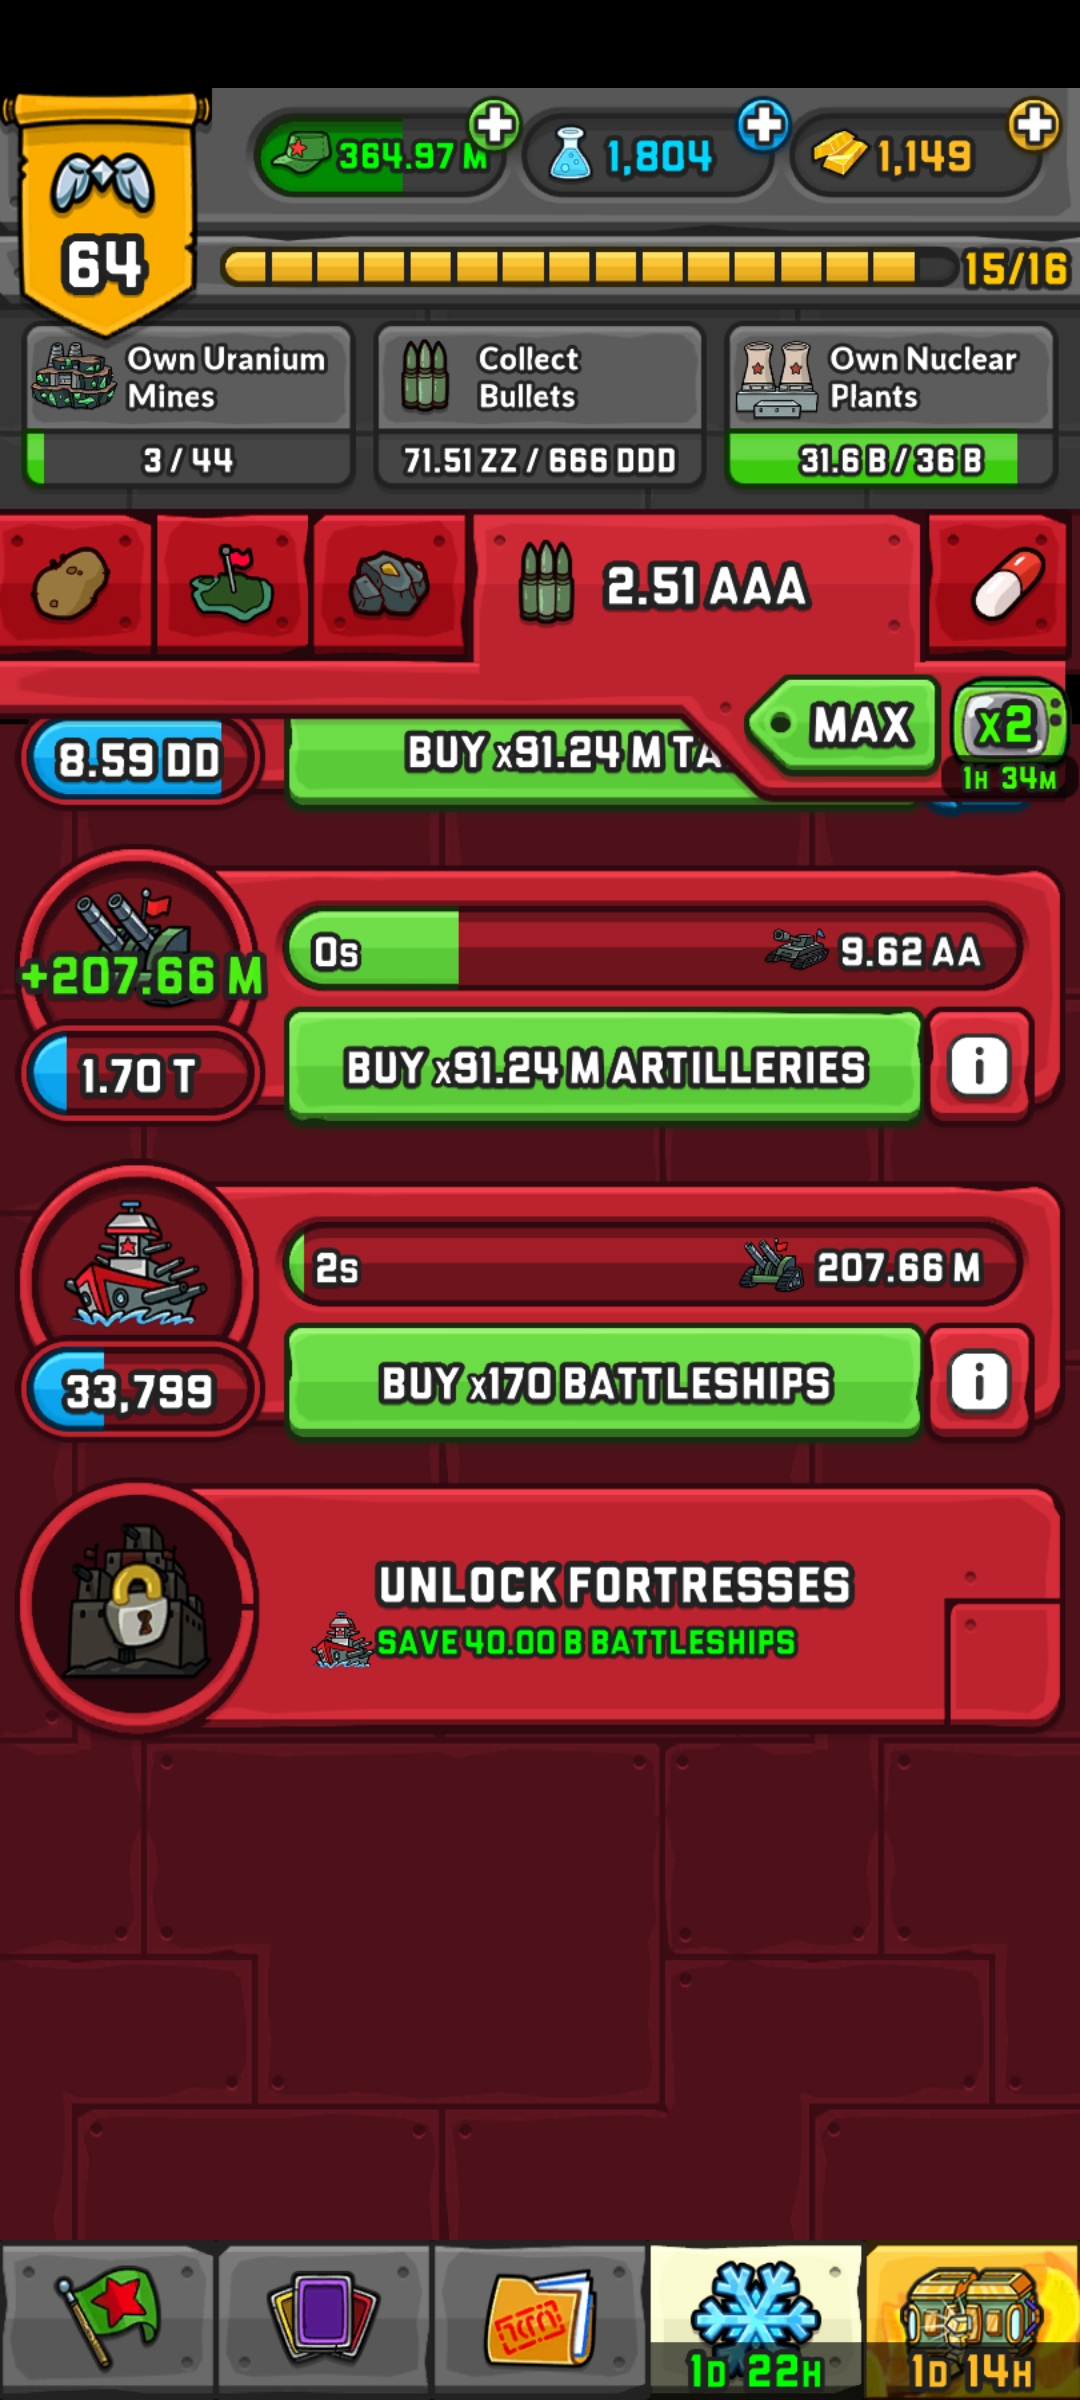 64
364.97 M
1,804
1,149
15/16
Own Uranium
Mines
3 / 44
Collect
Bullets
71.51 ZZ / 666 DDD
Own Nuclear
Plants
31.6 B / 36 B
2.51 AAA
MAX
x2
1H 34M
8.59 DD
BUY x91.24 M TA
+207.66 M
0s
9.62 AA
1.70 T
BUY x91.24 M ARTILLERIES
i
2s
207.66 M
33,799
BUY x170 BATTLESHIPS
i
UNLOCK FORTRESSES
SAVE 40.00 B BATTLESHIPS
1D 22H
1D 14H